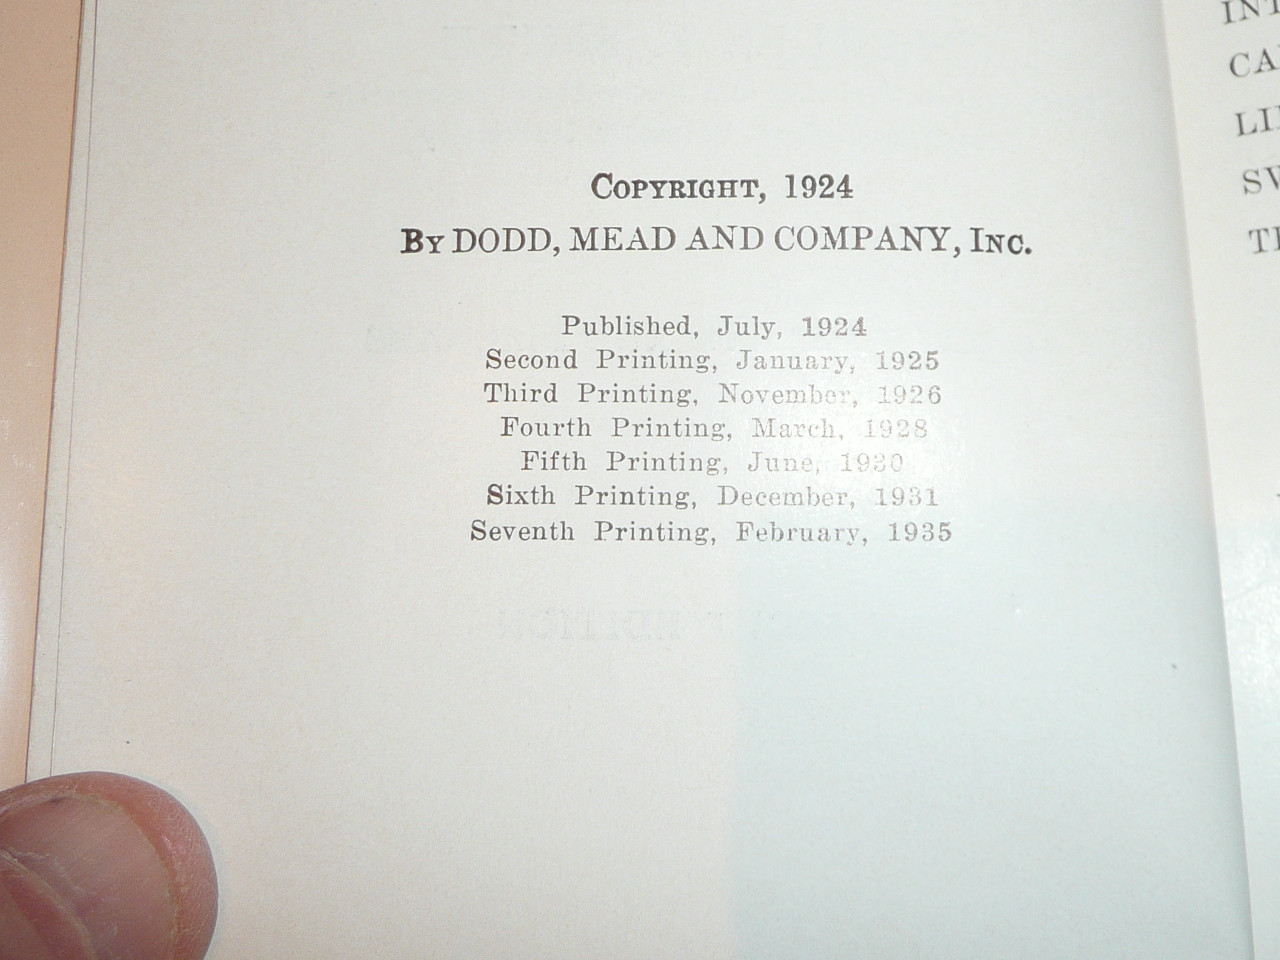 COPYRIGHT, 1924
BY DODD, MEAD AND COMPANY, INC.
Published, July, 1924
Second Printing, January, 1925
Third Printing, November, 1926
Fourth Printing, March, 1928
Fifth Printing, June, 1930
Sixth Printing, December, 1931
Seventh Printing, February, 1935